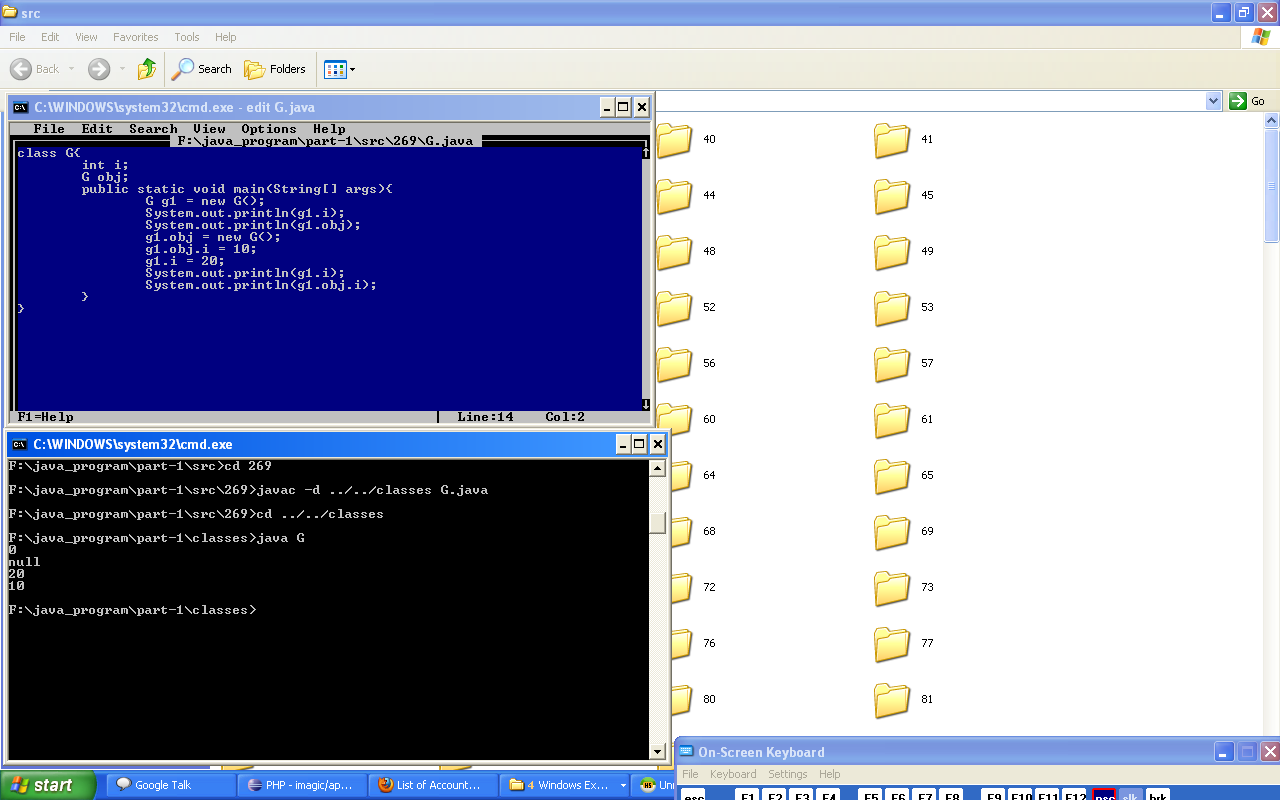 src
File Edit View Favorites Tools Help
Back Search Folders
Go
C:\WINDOWS\system32\cmd.exe - edit G.java
File Edit Search View Options Help
F:\java_program\part-1\src\269\G.java
class G{
int i;
G obj;
public static void main(String[] args){
G g1 = new G();
System.out.println(g1.i);
System.out.println(g1.obj);
g1.obj = new G();
g1.obj.i = 10;
g1.i = 20;
System.out.println(g1.i);
System.out.println(g1.obj.i);
}
}
F1=Help Line:14 Col:2
C:\WINDOWS\system32\cmd.exe
F:\java_program\part-1\src>cd 269
F:\java_program\part-1\src\269>javac -d ../../classes G.java
F:\java_program\part-1\src\269>cd ../../classes
F:\java_program\part-1\classes>java G
0
null
20
10
F:\java_program\part-1\classes>
40 41
44 45
48 49
52 53
56 57
60 61
64 65
68 69
72 73
76 77
80 81
On-Screen Keyboard
File Keyboard Settings Help
esc F1 F2 F3 F4 F5 F6 F7 F8 F9 F10 F11 F12 psc slk brk
start Google Talk PHP - imagic/ap... List of Account... 4 Windows Ex... Uni